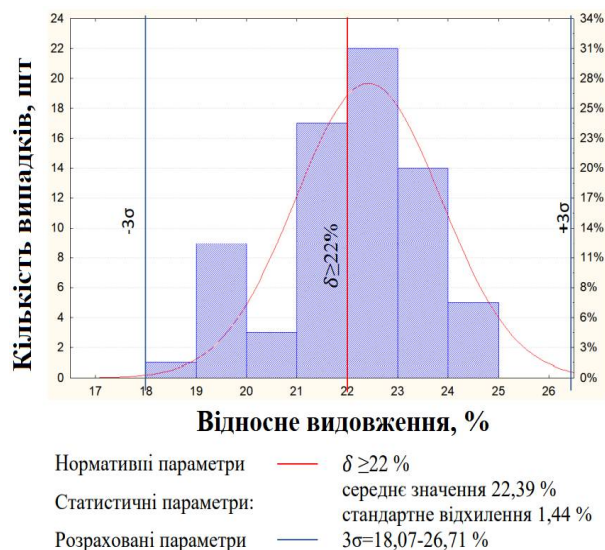 Кількість випадків, шт
24
22
20
18
16
14
12
10
8
6
4
2
0
34%
31%
28%
26%
23%
20%
17%
14%
11%
9%
6%
3%
0%
-3σ
δ≥22%
+3σ
17 18 19 20 21 22 23 24 25 26
Відносне видовження, %
Нормативні параметри δ ≥22 %
Статистичні параметри: середнє значення 22,39 %
стандартне відхилення 1,44 %
Розраховані параметри 3σ=18,07-26,71 %